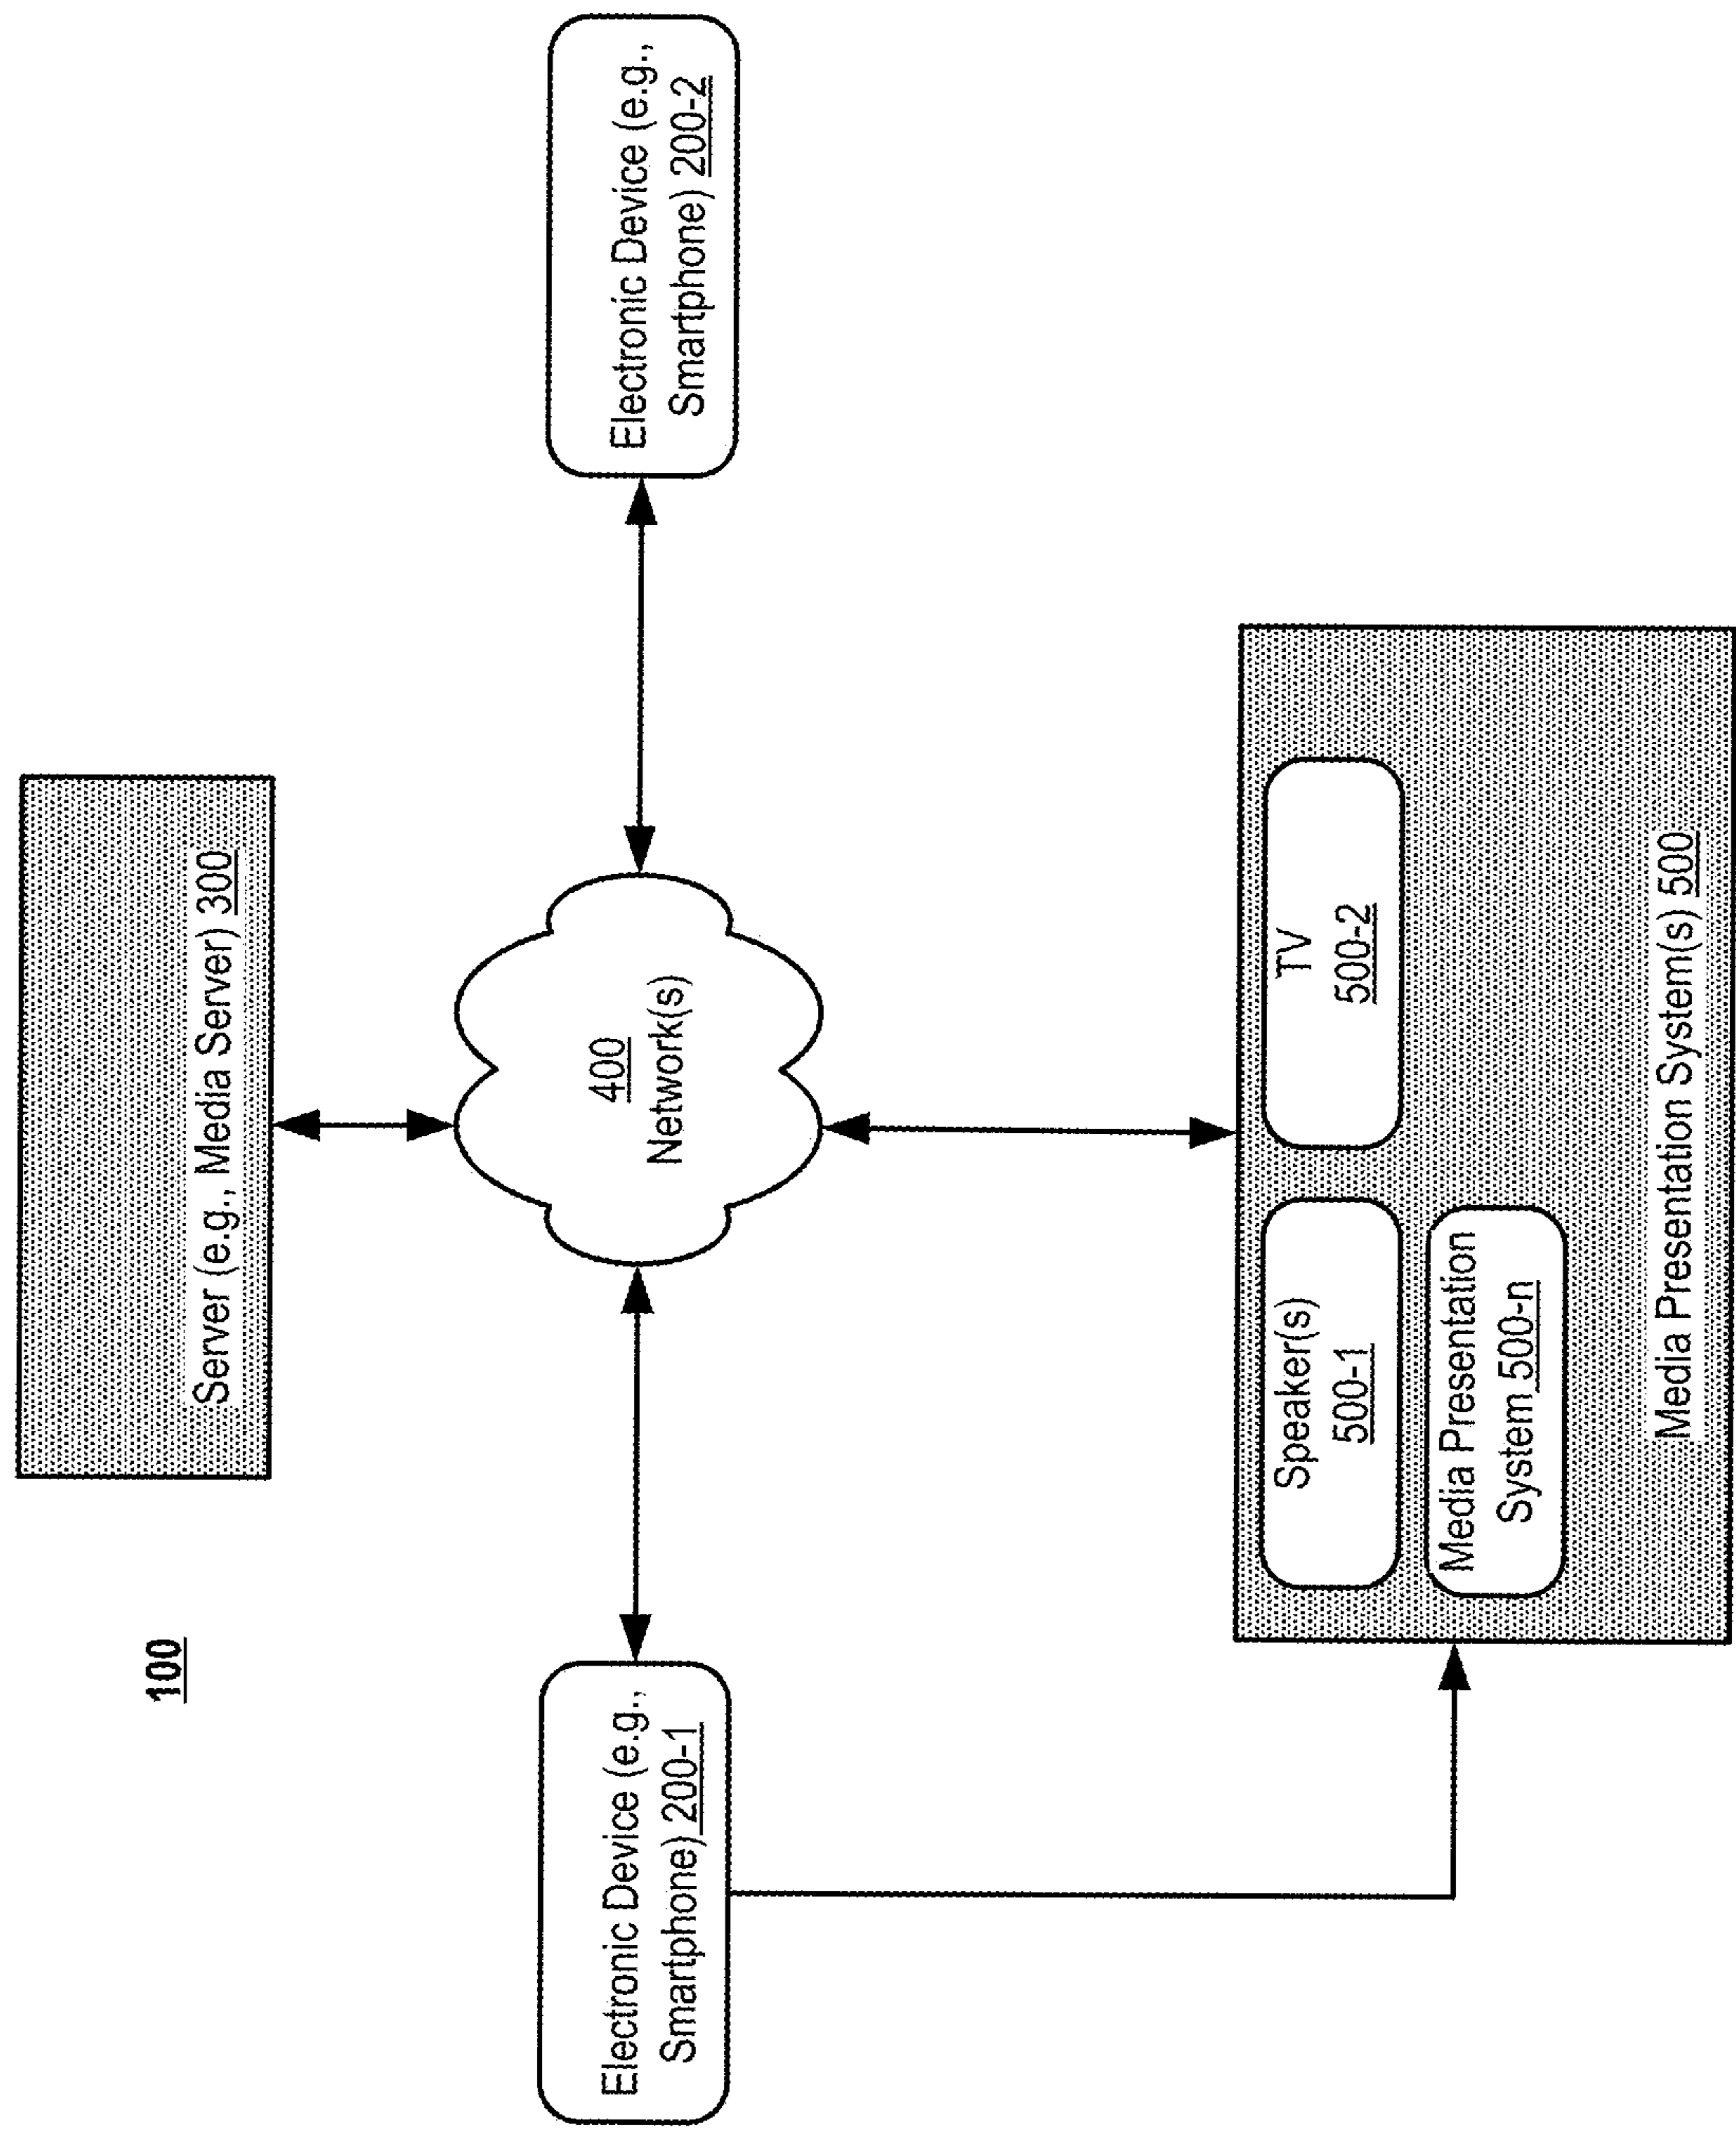 100
Server (e.g., Media Server) 300
Electronic Device (e.g.,
Smartphone) 200-1
400
Network(s)
Electronic Device (e.g.,
Smartphone) 200-2
Speaker(s)
500-1
TV
500-2
Media Presentation
System 500-n
Media Presentation System(s) 500